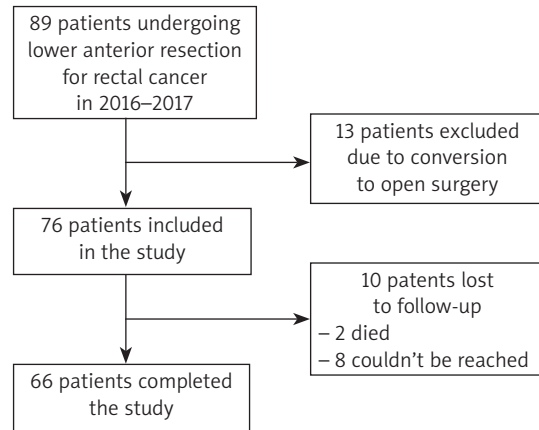 89 patients undergoing
lower anterior resection
for rectal cancer
in 2016–2017
13 patients excluded
due to conversion
to open surgery
76 patients included
in the study
10 patents lost
to follow-up
– 2 died
– 8 couldn't be reached
66 patients completed
the study